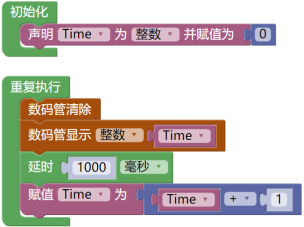 初始化
声明 Time 为 整数 并赋值为 0
重复执行
数码管清除
数码管显示 整数 Time
延时 1000 毫秒
赋值 Time 为 Time + 1